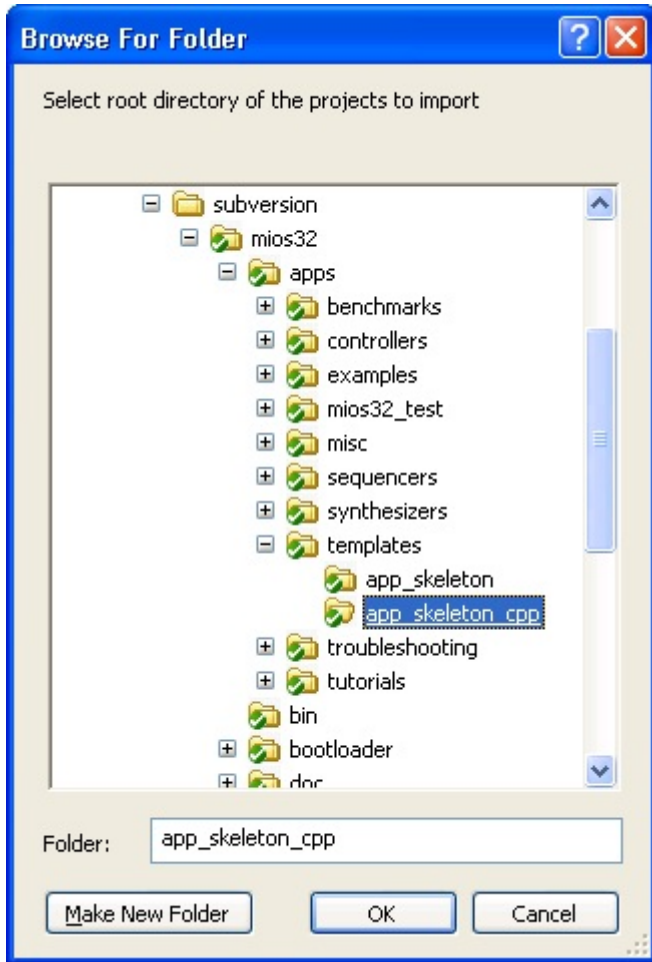 Browse For Folder
Select root directory of the projects to import
subversion
mios32
apps
benchmarks
controllers
examples
mios32_test
misc
sequencers
synthesizers
templates
app_skeleton
app_skeleton_cpp
troubleshooting
tutorials
bin
bootloader
doc
Folder: app_skeleton_cpp
Make New Folder OK Cancel